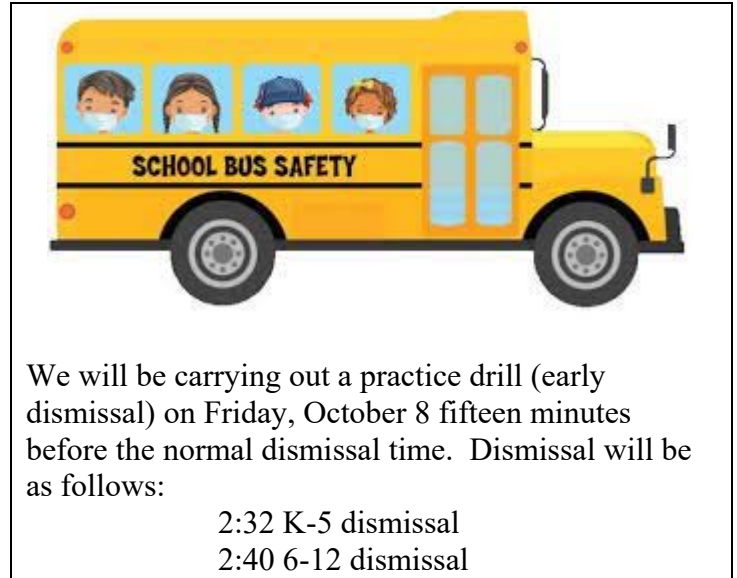 SCHOOL BUS SAFETY
We will be carrying out a practice drill (early
dismissal) on Friday, October 8 fifteen minutes
before the normal dismissal time.  Dismissal will be
as follows:
2:32 K-5 dismissal
2:40 6-12 dismissal